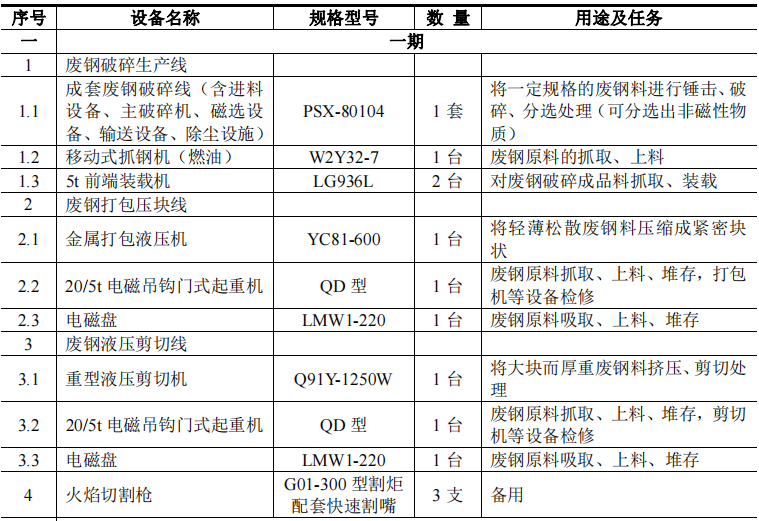 序号 设备名称 规格型号 数 量 用途及任务
一 一期
1 废钢破碎生产线
1.1 成套废钢破碎线（含进料设备、主破碎机、磁选设备、输送设备、除尘设施） PSX-80104 1 套 将一定规格的废钢料进行锤击、破碎、分选处理（可分选出非磁性物质）
1.2 移动式抓钢机（燃油） W2Y32-7 1 台 废钢原料的抓取、上料
1.3 5t 前端装载机 LG936L 2 台 对废钢破碎成品料抓取、装载
2 废钢打包压块线
2.1 金属打包液压机 YC81-600 1 台 将轻薄松散废钢料压缩成紧密块状
2.2 20/5t 电磁吊钩门式起重机 QD 型 1 台 废钢原料抓取、上料、堆存，打包机等设备检修
2.3 电磁盘 LMW1-220 1 台 废钢原料吸取、上料、堆存
3 废钢液压剪切线
3.1 重型液压剪切机 Q91Y-1250W 1 台 将大块而厚重废钢料挤压、剪切处理
3.2 20/5t 电磁吊钩门式起重机 QD 型 1 台 废钢原料抓取、上料、堆存，剪切机等设备检修
3.3 电磁盘 LMW1-220 1 台 废钢原料吸取、上料、堆存
4 火焰切割枪 G01-300 型割炬配套快速割嘴 3 支 备用